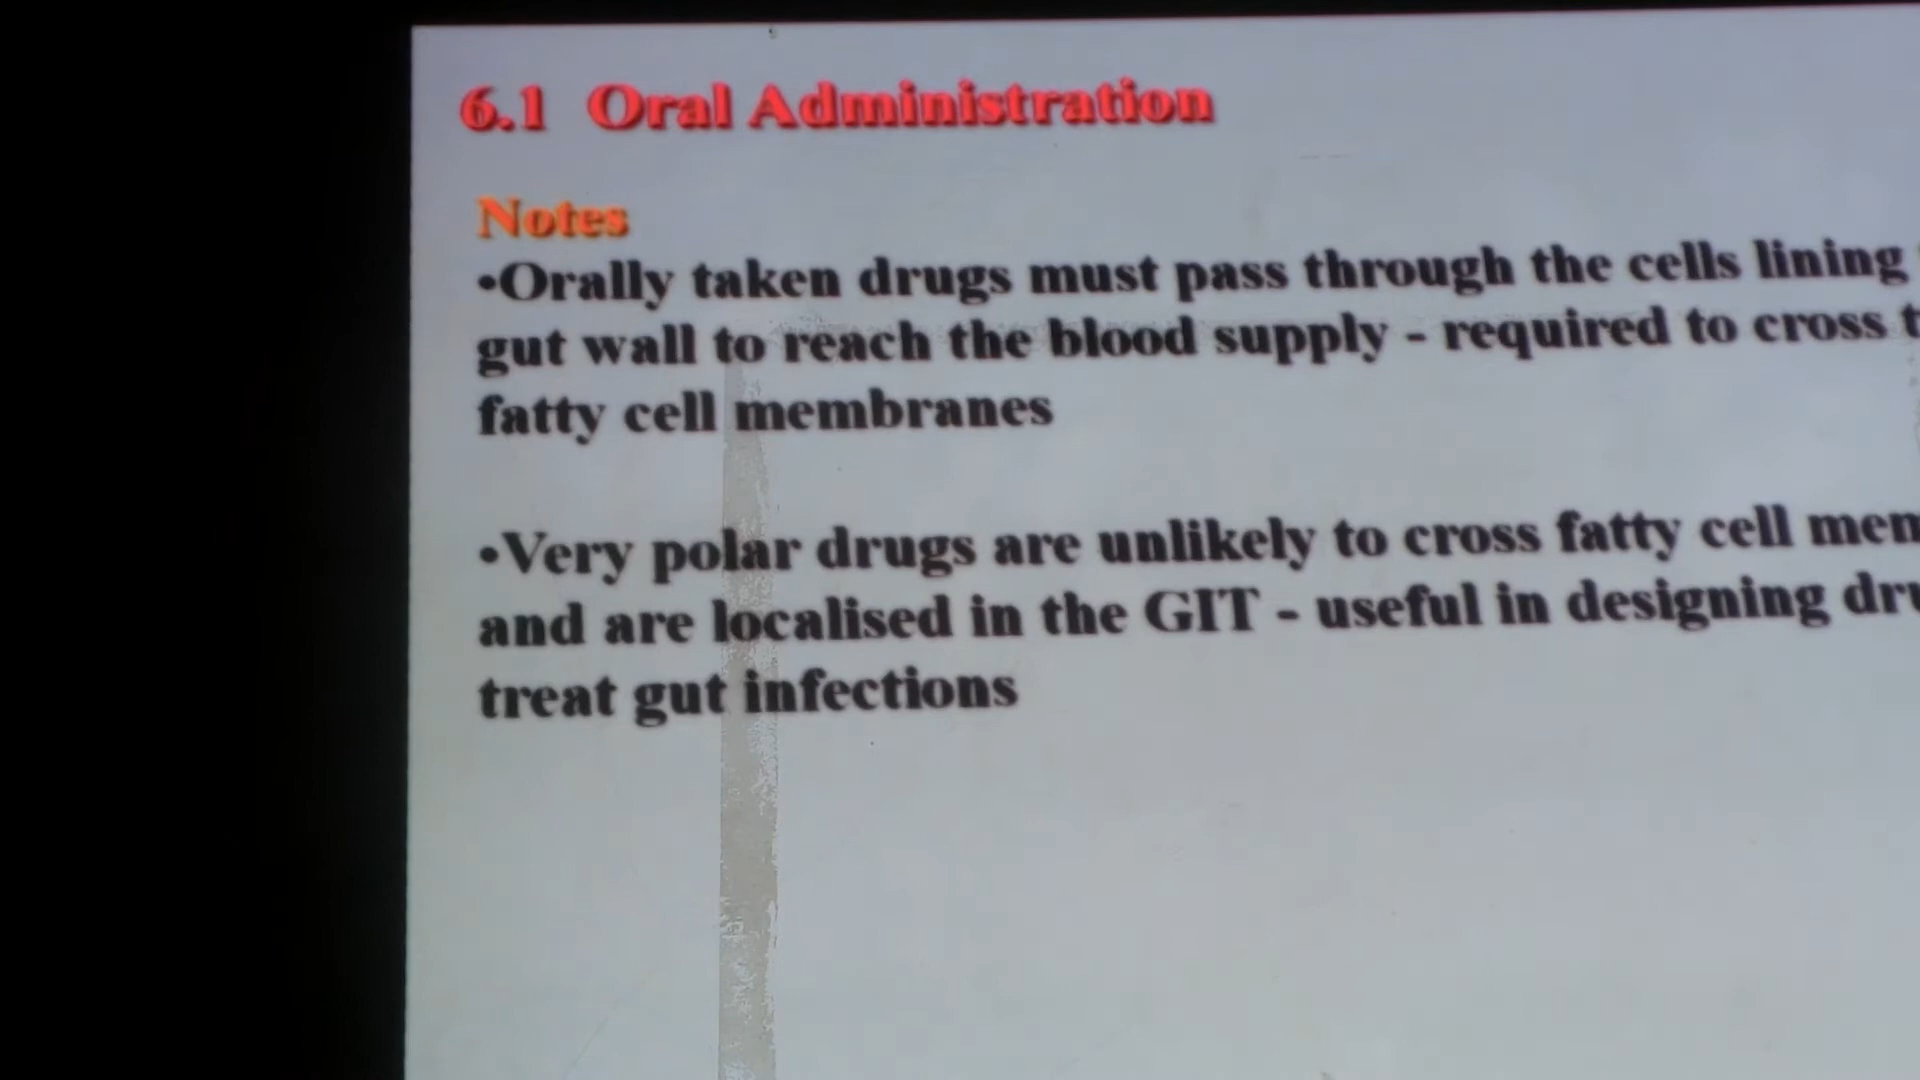 6.1 Oral Administration
Notes
•Orally taken drugs must pass through the cells lining
gut wall to reach the blood supply - required to cross
fatty cell membranes
•Very polar drugs are unlikely to cross fatty cell
and are localised in the GIT - useful in designing
treat gut infections